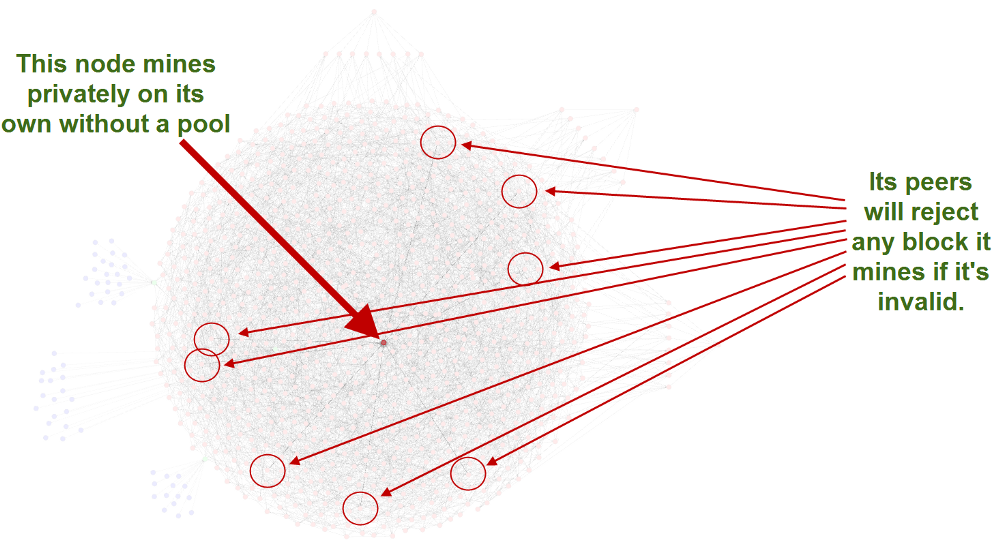 This node mines
privately on its
own without a pool
Its peers
will reject
any block it
mines if it's
invalid.